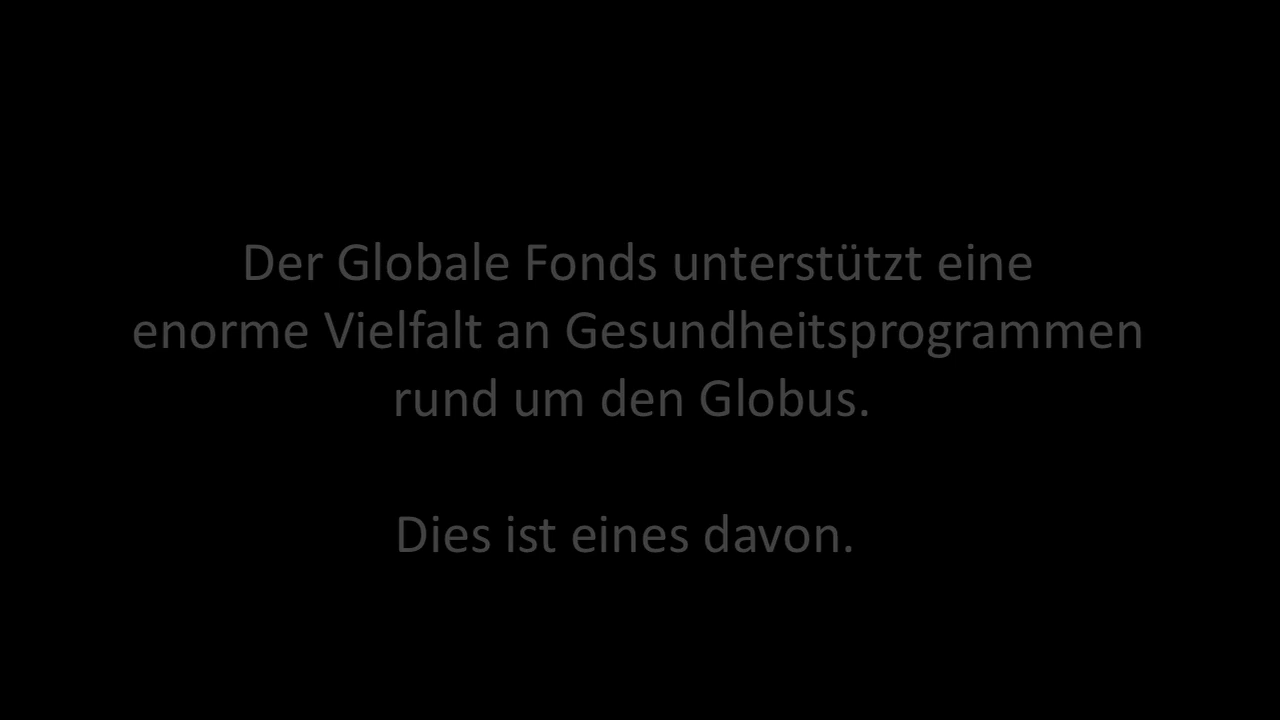 Der Globale Fonds unterstützt eine
enorme Vielfalt an Gesundheitsprogrammen
rund um den Globus.
Dies ist eines davon.